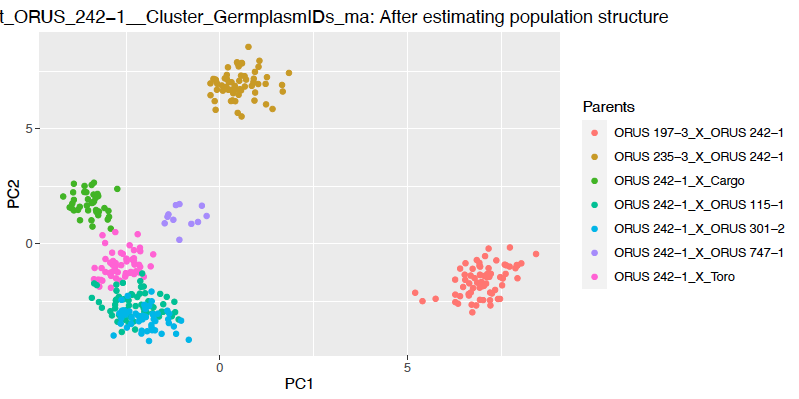 t_ORUS_242−1__Cluster_GermplasmIDs_ma: After estimating population structure
PC2
5
0
0
5
PC1
Parents
ORUS 197-3_X_ORUS 242-1
ORUS 235-3_X_ORUS 242-1
ORUS 242-1_X_Cargo
ORUS 242-1_X_ORUS 115-1
ORUS 242-1_X_ORUS 301-2
ORUS 242-1_X_ORUS 747-1
ORUS 242-1_X_Toro